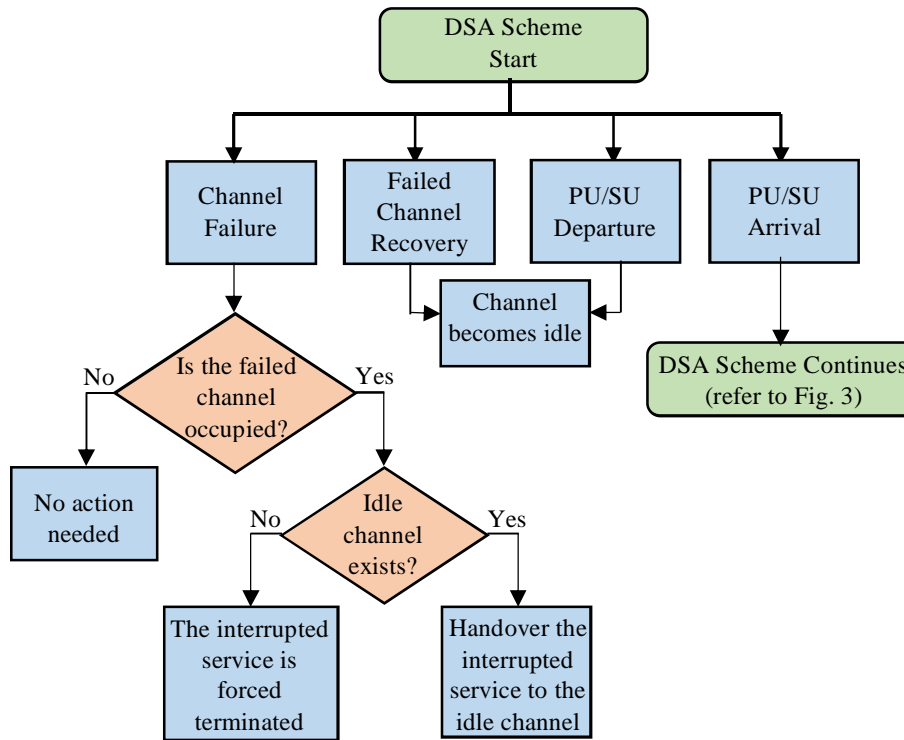 DSA Scheme
Start
Channel
Failure
Failed
Channel
Recovery
PU/SU
Departure
PU/SU
Arrival
Channel
becomes idle
DSA Scheme Continues
(refer to Fig. 3)
No
Is the failed
channel
occupied?
Yes
No action
needed
No
Idle
channel
exists?
Yes
The interrupted
service is
forced
terminated
Handover the
interrupted
service to the
idle channel